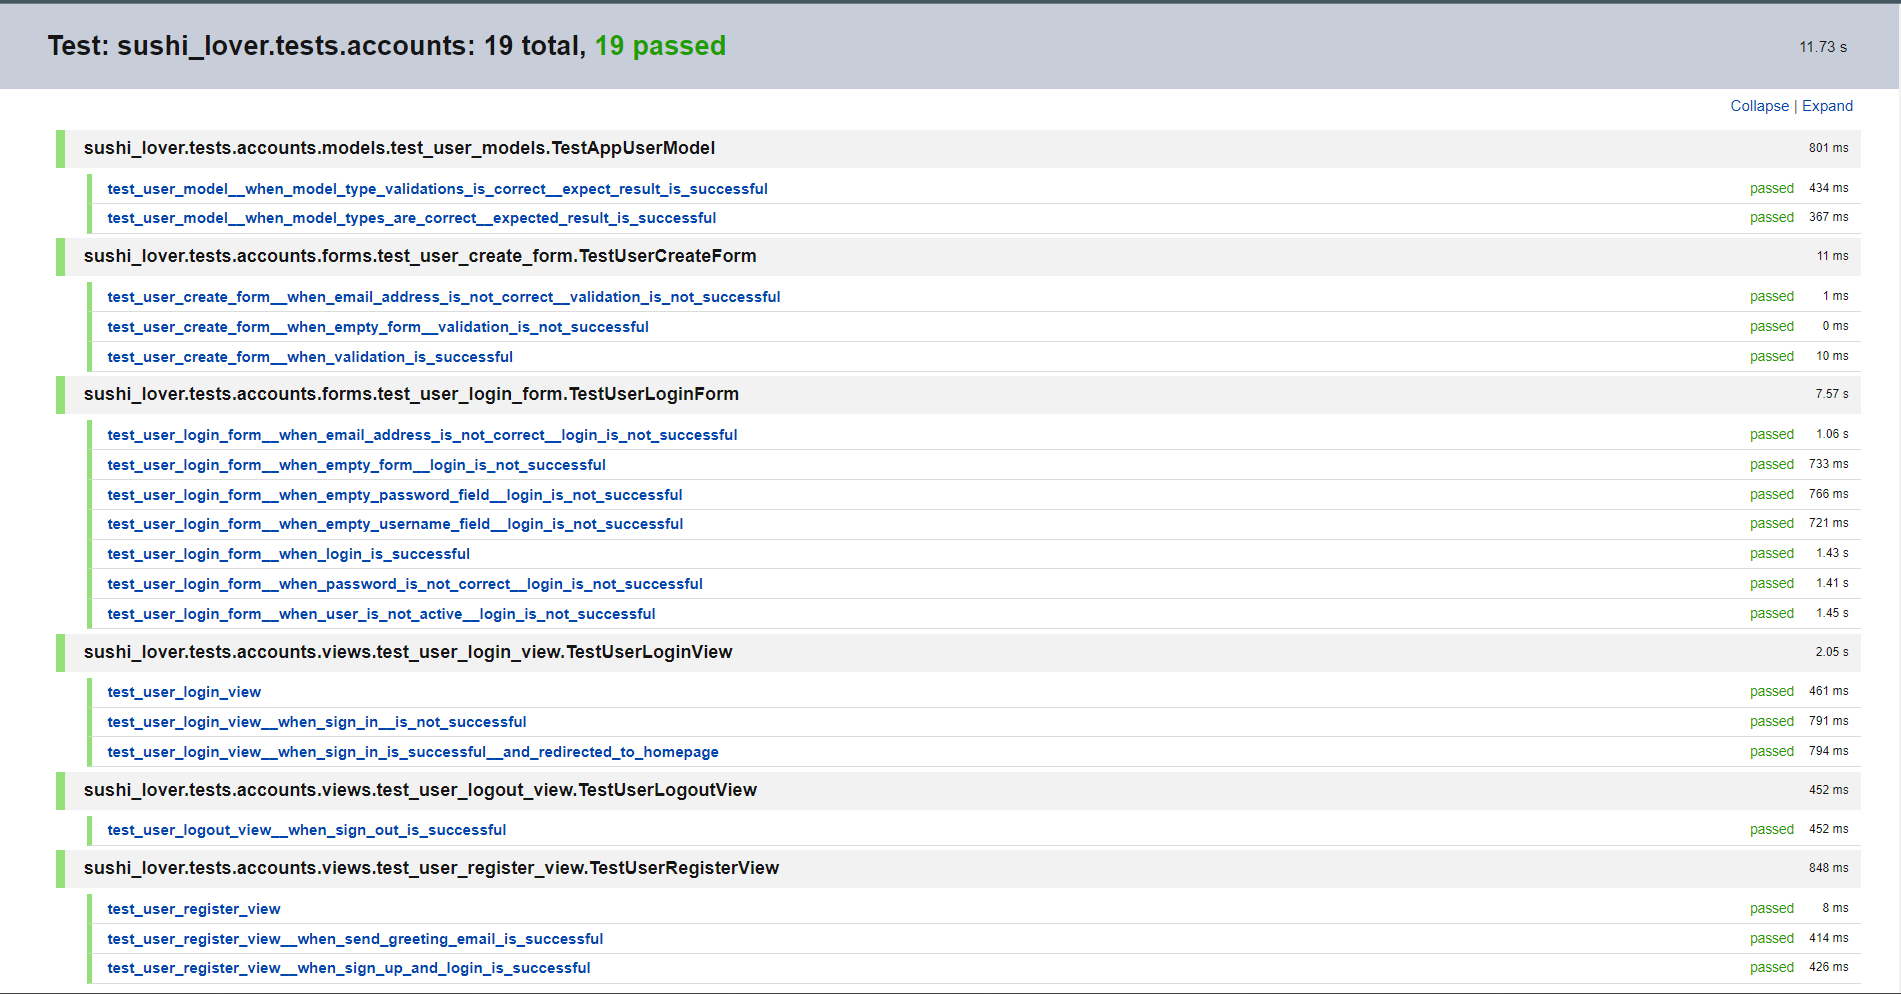 Test: sushi_lover.tests.accounts: 19 total, 19 passed 11.73 s
Collapse | Expand
sushi_lover.tests.accounts.models.test_user_models.TestAppUserModel 801 ms
test_user_model__when_model_type_validations_is_correct__expect_result_is_successful passed 434 ms
test_user_model__when_model_types_are_correct__expected_result_is_successful passed 367 ms
sushi_lover.tests.accounts.forms.test_user_create_form.TestUserCreateForm 11 ms
test_user_create_form__when_email_address_is_not_correct__validation_is_not_successful passed 1 ms
test_user_create_form__when_empty_form__validation_is_not_successful passed 0 ms
test_user_create_form__when_validation_is_successful passed 10 ms
sushi_lover.tests.accounts.forms.test_user_login_form.TestUserLoginForm 7.57 s
test_user_login_form__when_email_address_is_not_correct__login_is_not_successful passed 1.06 s
test_user_login_form__when_empty_form__login_is_not_successful passed 733 ms
test_user_login_form__when_empty_password_field__login_is_not_successful passed 766 ms
test_user_login_form__when_empty_username_field__login_is_not_successful passed 721 ms
test_user_login_form__when_login_is_successful passed 1.43 s
test_user_login_form__when_password_is_not_correct__login_is_not_successful passed 1.41 s
test_user_login_form__when_user_is_not_active__login_is_not_successful passed 1.45 s
sushi_lover.tests.accounts.views.test_user_login_view.TestUserLoginView 2.05 s
test_user_login_view passed 461 ms
test_user_login_view__when_sign_in__is_not_successful passed 791 ms
test_user_login_view__when_sign_in_is_successful__and_redirected_to_homepage passed 794 ms
sushi_lover.tests.accounts.views.test_user_logout_view.TestUserLogoutView 452 ms
test_user_logout_view__when_sign_out_is_successful passed 452 ms
sushi_lover.tests.accounts.views.test_user_register_view.TestUserRegisterView 848 ms
test_user_register_view passed 8 ms
test_user_register_view__when_send_greeting_email_is_successful passed 414 ms
test_user_register_view__when_sign_up_and_login_is_successful passed 426 ms